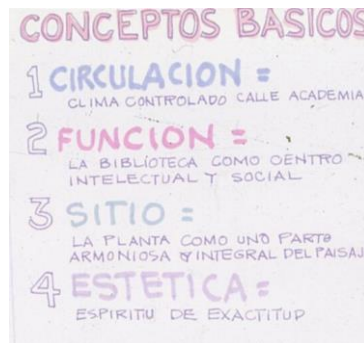 CONCEPTOS BASICOS
1 CIRCULACION =
CLIMA CONTROLADO CALLE ACADEMIA
2 FUNCION =
LA BIBLIOTECA COMO CENTRO
INTELECTUAL Y SOCIAL
3 SITIO =
LA PLANTA COMO UNO PARTE
ARMONIOSA Y INTEGRAL DEL PAISAJ
4 ESTETICA =
ESPIRITU DE EXACTITUD